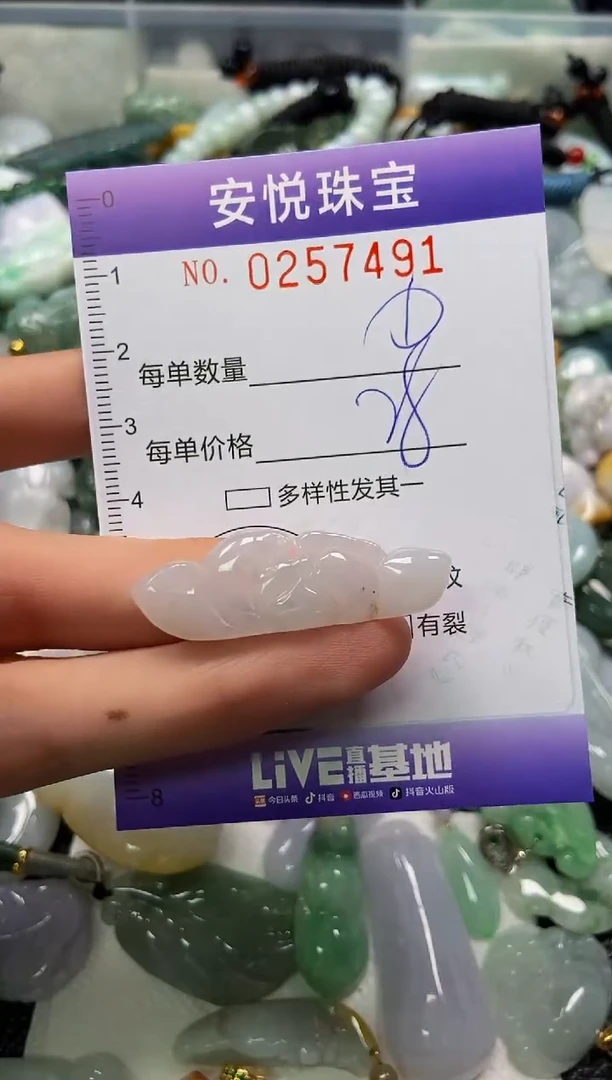 安悦珠宝
0
NO. 0257491
1
2
每单数量
3
每单价格
4
多样性发其一
纹
有裂
LiVE直播基地
8
今日头条 抖音 西瓜视频 抖音火山版